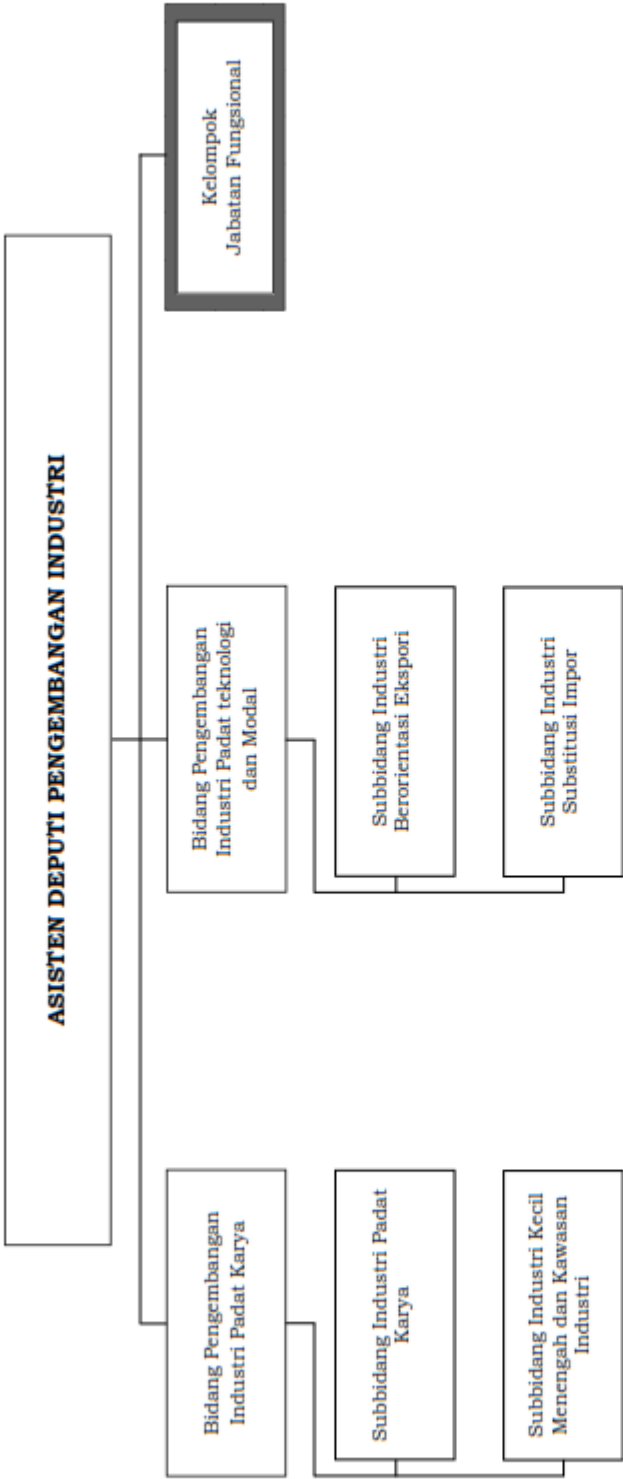 ASISTEN DEPUTI PENGEMBANGAN INDUSTRI
Bidang Pengembangan
Industri Padat Karya
Bidang Pengembangan
Industri Padat teknologi
dan Modal
Kelompok
Jabatan Fungsional
Subbidang Industri Padat
Karya
Subbidang Industri
Berorientasi Ekspori
Subbidang Industri Kecil
Menengah dan Kawasan
Industri
Subbidang Industri
Substitusi Impor